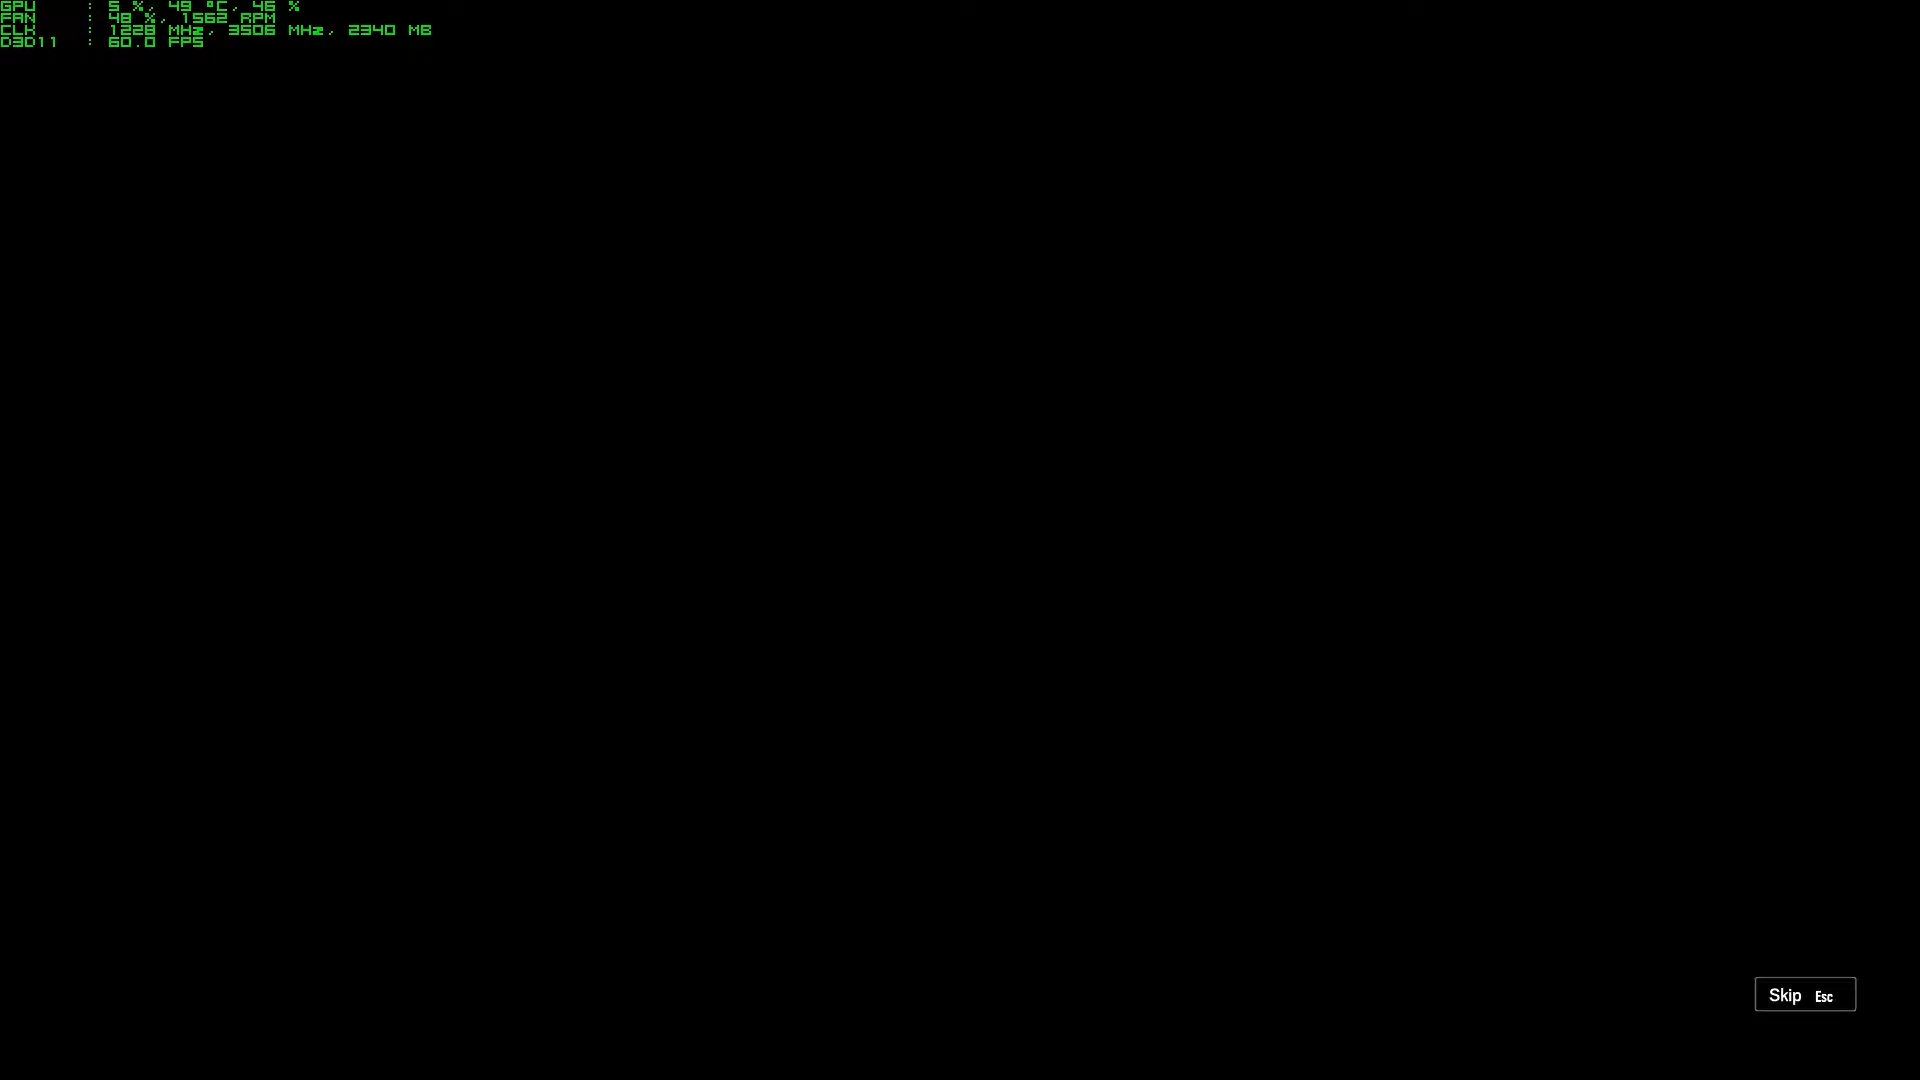 GPU : 5 %, 49 °C, 46 %
FAN : 48 %, 1562 RPM
CLK : 1228 MHz, 3506 MHz, 2340 MB
D3D11 : 60.0 FPS
Skip Esc